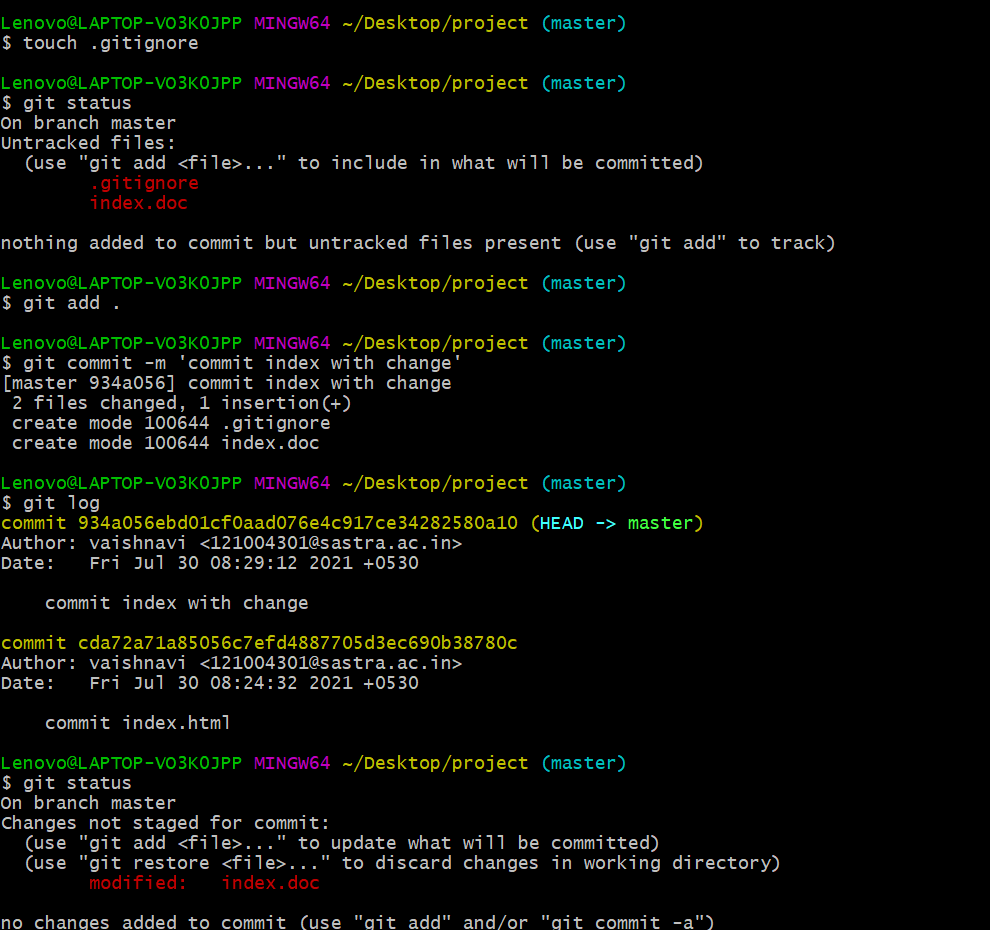 Lenovo@LAPTOP-VO3K0JPP MINGW64 ~/Desktop/project (master)
$ touch .gitignore
Lenovo@LAPTOP-VO3K0JPP MINGW64 ~/Desktop/project (master)
$ git status
On branch master
Untracked files:
  (use "git add <file>..." to include in what will be committed)
        .gitignore
        index.doc
nothing added to commit but untracked files present (use "git add" to track)
Lenovo@LAPTOP-VO3K0JPP MINGW64 ~/Desktop/project (master)
$ git add .
Lenovo@LAPTOP-VO3K0JPP MINGW64 ~/Desktop/project (master)
$ git commit -m 'commit index with change'
[master 934a056] commit index with change
 2 files changed, 1 insertion(+)
 create mode 100644 .gitignore
 create mode 100644 index.doc
Lenovo@LAPTOP-VO3K0JPP MINGW64 ~/Desktop/project (master)
$ git log
commit 934a056ebd01cf0aad076e4c917ce34282580a10 (HEAD -> master)
Author: vaishnavi <121004301@sastra.ac.in>
Date:   Fri Jul 30 08:29:12 2021 +0530
    commit index with change
commit cda72a71a85056c7efd4887705d3ec690b38780c
Author: vaishnavi <121004301@sastra.ac.in>
Date:   Fri Jul 30 08:24:32 2021 +0530
    commit index.html
Lenovo@LAPTOP-VO3K0JPP MINGW64 ~/Desktop/project (master)
$ git status
On branch master
Changes not staged for commit:
  (use "git add <file>..." to update what will be committed)
  (use "git restore <file>..." to discard changes in working directory)
        modified:   index.doc
no changes added to commit (use "git add" and/or "git commit -a")